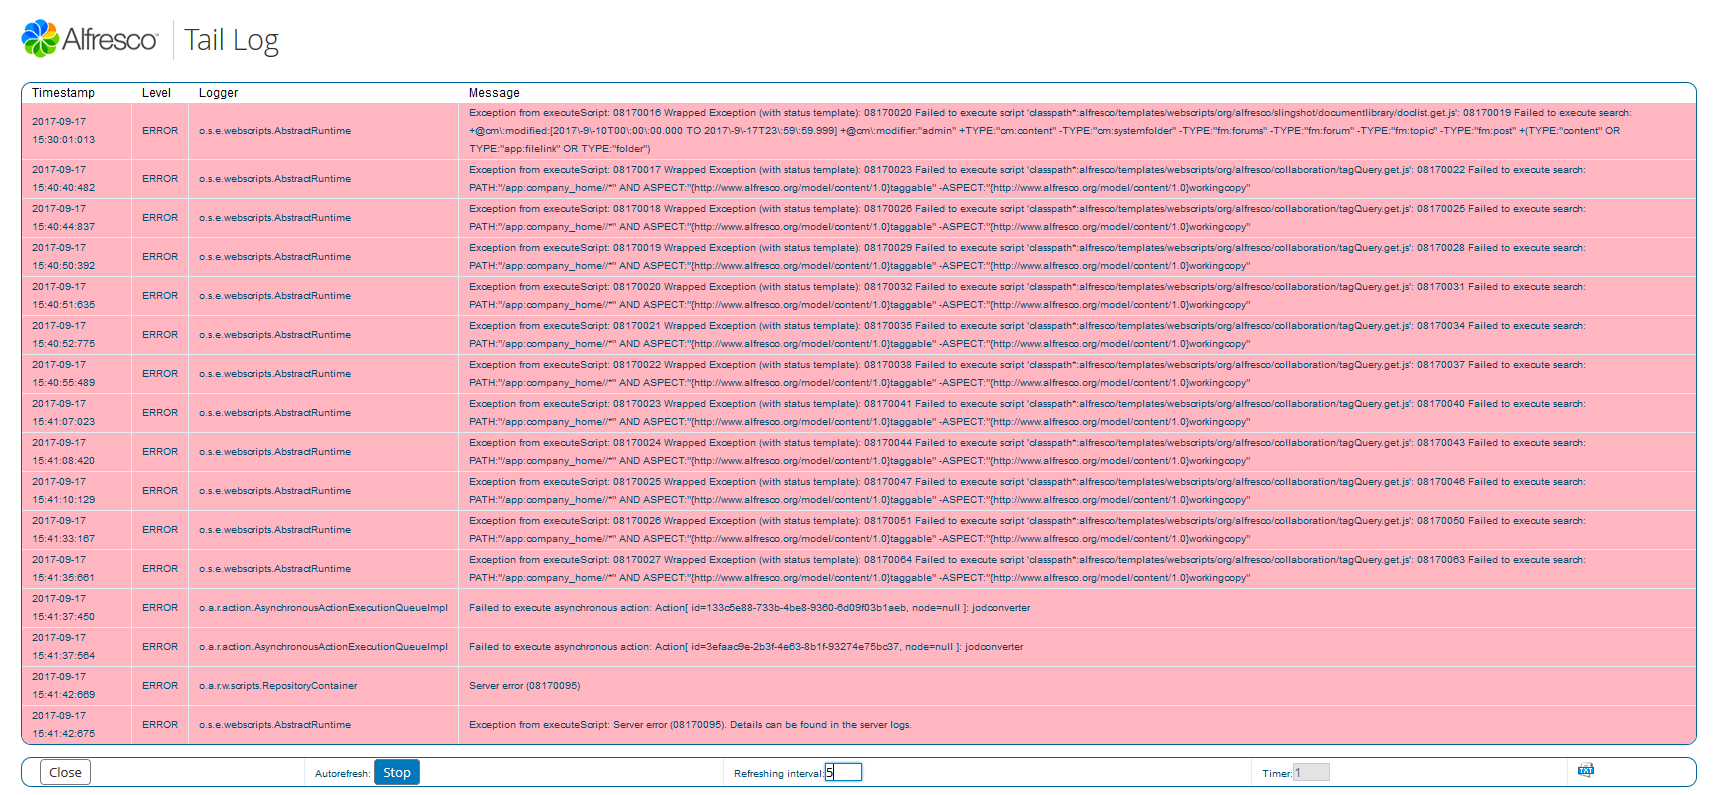 Alfresco Tail Log
Timestamp Level Logger Message
2017-09-17 15:30:01:013 ERROR o.s.e.webscripts.AbstractRuntime Exception from executeScript: 08170016 Wrapped Exception (with status template): 08170020 Failed to execute script 'classpath*:alfresco/templates/webscripts/org/alfresco/slingshot/documentlibrary/doclist.get.js': 08170019 Failed to execute search:
+@cm\:modified:[2017\-9\-10T00\:00\:00.000 TO 2017\-9\-17T23\:59\:59.999] +@cm\:modifier:"admin" +TYPE:"cm:content" -TYPE:"cm:systemfolder" -TYPE:"fm:forums" -TYPE:"fm:forum" -TYPE:"fm:topic" -TYPE:"fm:post" +(TYPE:"content" OR
TYPE:"app:filelink" OR TYPE:"folder")
2017-09-17 15:40:40:482 ERROR o.s.e.webscripts.AbstractRuntime Exception from executeScript: 08170017 Wrapped Exception (with status template): 08170023 Failed to execute script 'classpath*:alfresco/templates/webscripts/org/alfresco/collaboration/tagQuery.get.js': 08170022 Failed to execute search:
PATH:"/app:company_home//*" AND ASPECT:"{http://www.alfresco.org/model/content/1.0}taggable" -ASPECT:"{http://www.alfresco.org/model/content/1.0}workingcopy"
2017-09-17 15:40:44:837 ERROR o.s.e.webscripts.AbstractRuntime Exception from executeScript: 08170018 Wrapped Exception (with status template): 08170026 Failed to execute script 'classpath*:alfresco/templates/webscripts/org/alfresco/collaboration/tagQuery.get.js': 08170025 Failed to execute search:
PATH:"/app:company_home//*" AND ASPECT:"{http://www.alfresco.org/model/content/1.0}taggable" -ASPECT:"{http://www.alfresco.org/model/content/1.0}workingcopy"
2017-09-17 15:40:50:392 ERROR o.s.e.webscripts.AbstractRuntime Exception from executeScript: 08170019 Wrapped Exception (with status template): 08170029 Failed to execute script 'classpath*:alfresco/templates/webscripts/org/alfresco/collaboration/tagQuery.get.js': 08170028 Failed to execute search:
PATH:"/app:company_home//*" AND ASPECT:"{http://www.alfresco.org/model/content/1.0}taggable" -ASPECT:"{http://www.alfresco.org/model/content/1.0}workingcopy"
2017-09-17 15:40:51:635 ERROR o.s.e.webscripts.AbstractRuntime Exception from executeScript: 08170020 Wrapped Exception (with status template): 08170032 Failed to execute script 'classpath*:alfresco/templates/webscripts/org/alfresco/collaboration/tagQuery.get.js': 08170031 Failed to execute search:
PATH:"/app:company_home//*" AND ASPECT:"{http://www.alfresco.org/model/content/1.0}taggable" -ASPECT:"{http://www.alfresco.org/model/content/1.0}workingcopy"
2017-09-17 15:40:52:775 ERROR o.s.e.webscripts.AbstractRuntime Exception from executeScript: 08170021 Wrapped Exception (with status template): 08170035 Failed to execute script 'classpath*:alfresco/templates/webscripts/org/alfresco/collaboration/tagQuery.get.js': 08170034 Failed to execute search:
PATH:"/app:company_home//*" AND ASPECT:"{http://www.alfresco.org/model/content/1.0}taggable" -ASPECT:"{http://www.alfresco.org/model/content/1.0}workingcopy"
2017-09-17 15:40:55:489 ERROR o.s.e.webscripts.AbstractRuntime Exception from executeScript: 08170022 Wrapped Exception (with status template): 08170038 Failed to execute script 'classpath*:alfresco/templates/webscripts/org/alfresco/collaboration/tagQuery.get.js': 08170037 Failed to execute search:
PATH:"/app:company_home//*" AND ASPECT:"{http://www.alfresco.org/model/content/1.0}taggable" -ASPECT:"{http://www.alfresco.org/model/content/1.0}workingcopy"
2017-09-17 15:41:07:023 ERROR o.s.e.webscripts.AbstractRuntime Exception from executeScript: 08170023 Wrapped Exception (with status template): 08170041 Failed to execute script 'classpath*:alfresco/templates/webscripts/org/alfresco/collaboration/tagQuery.get.js': 08170040 Failed to execute search:
PATH:"/app:company_home//*" AND ASPECT:"{http://www.alfresco.org/model/content/1.0}taggable" -ASPECT:"{http://www.alfresco.org/model/content/1.0}workingcopy"
2017-09-17 15:41:08:420 ERROR o.s.e.webscripts.AbstractRuntime Exception from executeScript: 08170024 Wrapped Exception (with status template): 08170044 Failed to execute script 'classpath*:alfresco/templates/webscripts/org/alfresco/collaboration/tagQuery.get.js': 08170043 Failed to execute search:
PATH:"/app:company_home//*" AND ASPECT:"{http://www.alfresco.org/model/content/1.0}taggable" -ASPECT:"{http://www.alfresco.org/model/content/1.0}workingcopy"
2017-09-17 15:41:10:129 ERROR o.s.e.webscripts.AbstractRuntime Exception from executeScript: 08170025 Wrapped Exception (with status template): 08170047 Failed to execute script 'classpath*:alfresco/templates/webscripts/org/alfresco/collaboration/tagQuery.get.js': 08170046 Failed to execute search:
PATH:"/app:company_home//*" AND ASPECT:"{http://www.alfresco.org/model/content/1.0}taggable" -ASPECT:"{http://www.alfresco.org/model/content/1.0}workingcopy"
2017-09-17 15:41:33:167 ERROR o.s.e.webscripts.AbstractRuntime Exception from executeScript: 08170026 Wrapped Exception (with status template): 08170051 Failed to execute script 'classpath*:alfresco/templates/webscripts/org/alfresco/collaboration/tagQuery.get.js': 08170050 Failed to execute search:
PATH:"/app:company_home//*" AND ASPECT:"{http://www.alfresco.org/model/content/1.0}taggable" -ASPECT:"{http://www.alfresco.org/model/content/1.0}workingcopy"
2017-09-17 15:41:35:661 ERROR o.s.e.webscripts.AbstractRuntime Exception from executeScript: 08170027 Wrapped Exception (with status template): 08170064 Failed to execute script 'classpath*:alfresco/templates/webscripts/org/alfresco/collaboration/tagQuery.get.js': 08170063 Failed to execute search:
PATH:"/app:company_home//*" AND ASPECT:"{http://www.alfresco.org/model/content/1.0}taggable" -ASPECT:"{http://www.alfresco.org/model/content/1.0}workingcopy"
2017-09-17 15:41:37:450 ERROR o.a.r.action.AsynchronousActionExecutionQueueImpl Failed to execute asynchronous action: Action[ id=133c5e88-733b-4be8-9360-6d09f03b1aeb, node=null ]: jodconverter
2017-09-17 15:41:37:564 ERROR o.a.r.action.AsynchronousActionExecutionQueueImpl Failed to execute asynchronous action: Action[ id=3efaac9e-2b3f-4e63-8b1f-93274e75bc37, node=null ]: jodconverter
2017-09-17 15:41:42:669 ERROR o.a.r.w.scripts.RepositoryContainer Server error (08170095)
2017-09-17 15:41:42:675 ERROR o.s.e.webscripts.AbstractRuntime Exception from executeScript: Server error (08170095). Details can be found in the server logs.
Close Autorefresh: Stop Refreshing interval: 5 Timer: 1 TXT